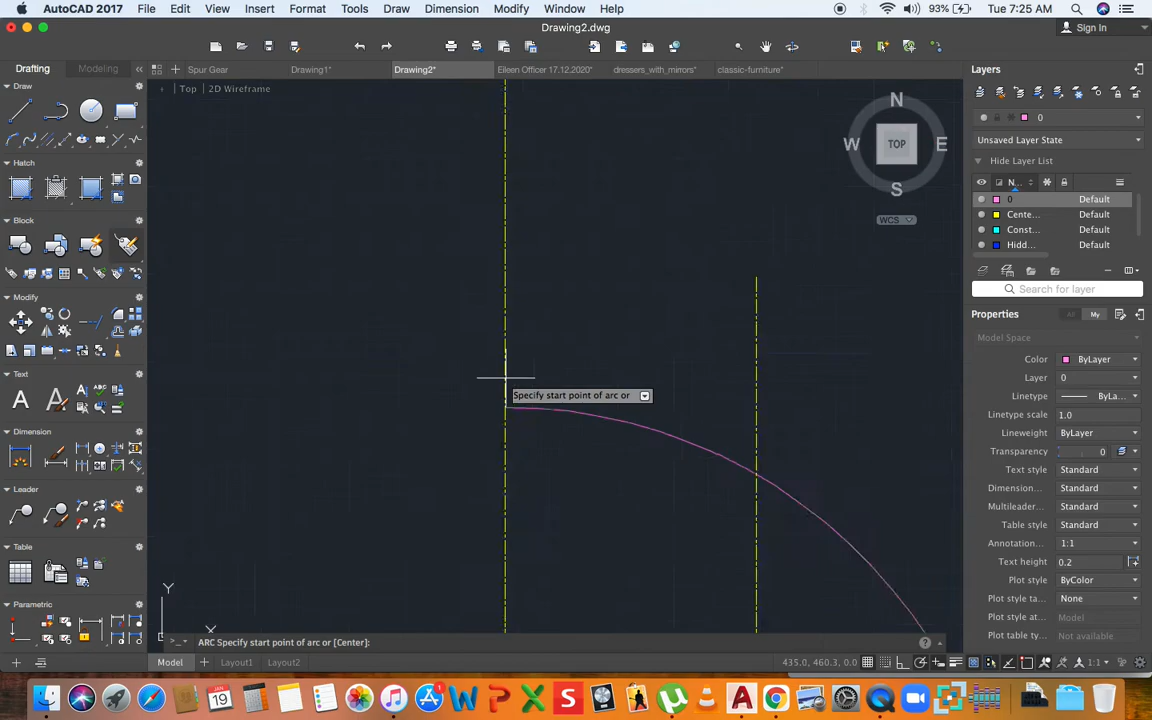 AutoCAD 2017 File Edit View Insert Format Tools Draw Dimension Modify Window Help 93% Tue 7:25 AM
Drawing2.dwg
Sign In
Drafting Modeling Spur Gear Drawing1* Drawing2* Eileen Officer 17.12.2020* dressers_with_mirrors* classic-furniture* Layers
Draw
Top 2D Wireframe
N
0
W TOP E
Unsaved Layer State
Hatch
Hide Layer List
S
N...
0 Default
Block
WCS
Cente... Default
Const... Default
Hidd... Default
Search for layer
Modify
Properties All My
Model Space
Color ByLayer
Text
Layer 0
Specify start point of arc or
Linetype ByLa...
Linetype scale 1.0
Dimension
Lineweight ByLayer
Transparency 0
Text style Standard
Leader
Dimension... Standard
Multileader... Standard
Table style Standard
Table
Annotation... 1:1
Text height 0.2
Plot style ByColor
Parametric
Y
Plot style ta... None
Plot style at... Model
X
Plot table ty... Not available
>_ ARC Specify start point of arc or [Center]:
Model Layout1 Layout2 435.0, 460.3, 0.0 1:1
JAN
19